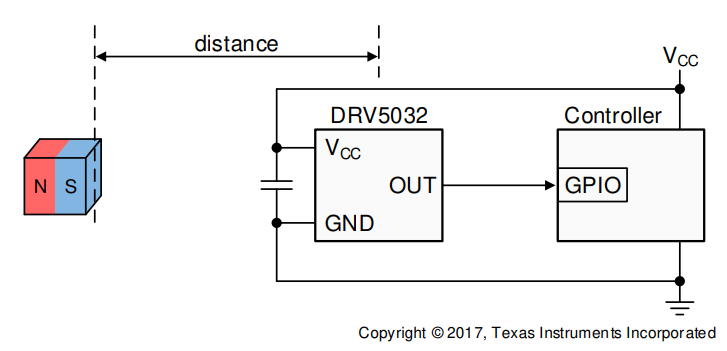 distance
VCC
DRV5032
Controller
VCC
N S
OUT
GPIO
GND
Copyright © 2017, Texas Instruments Incorporated